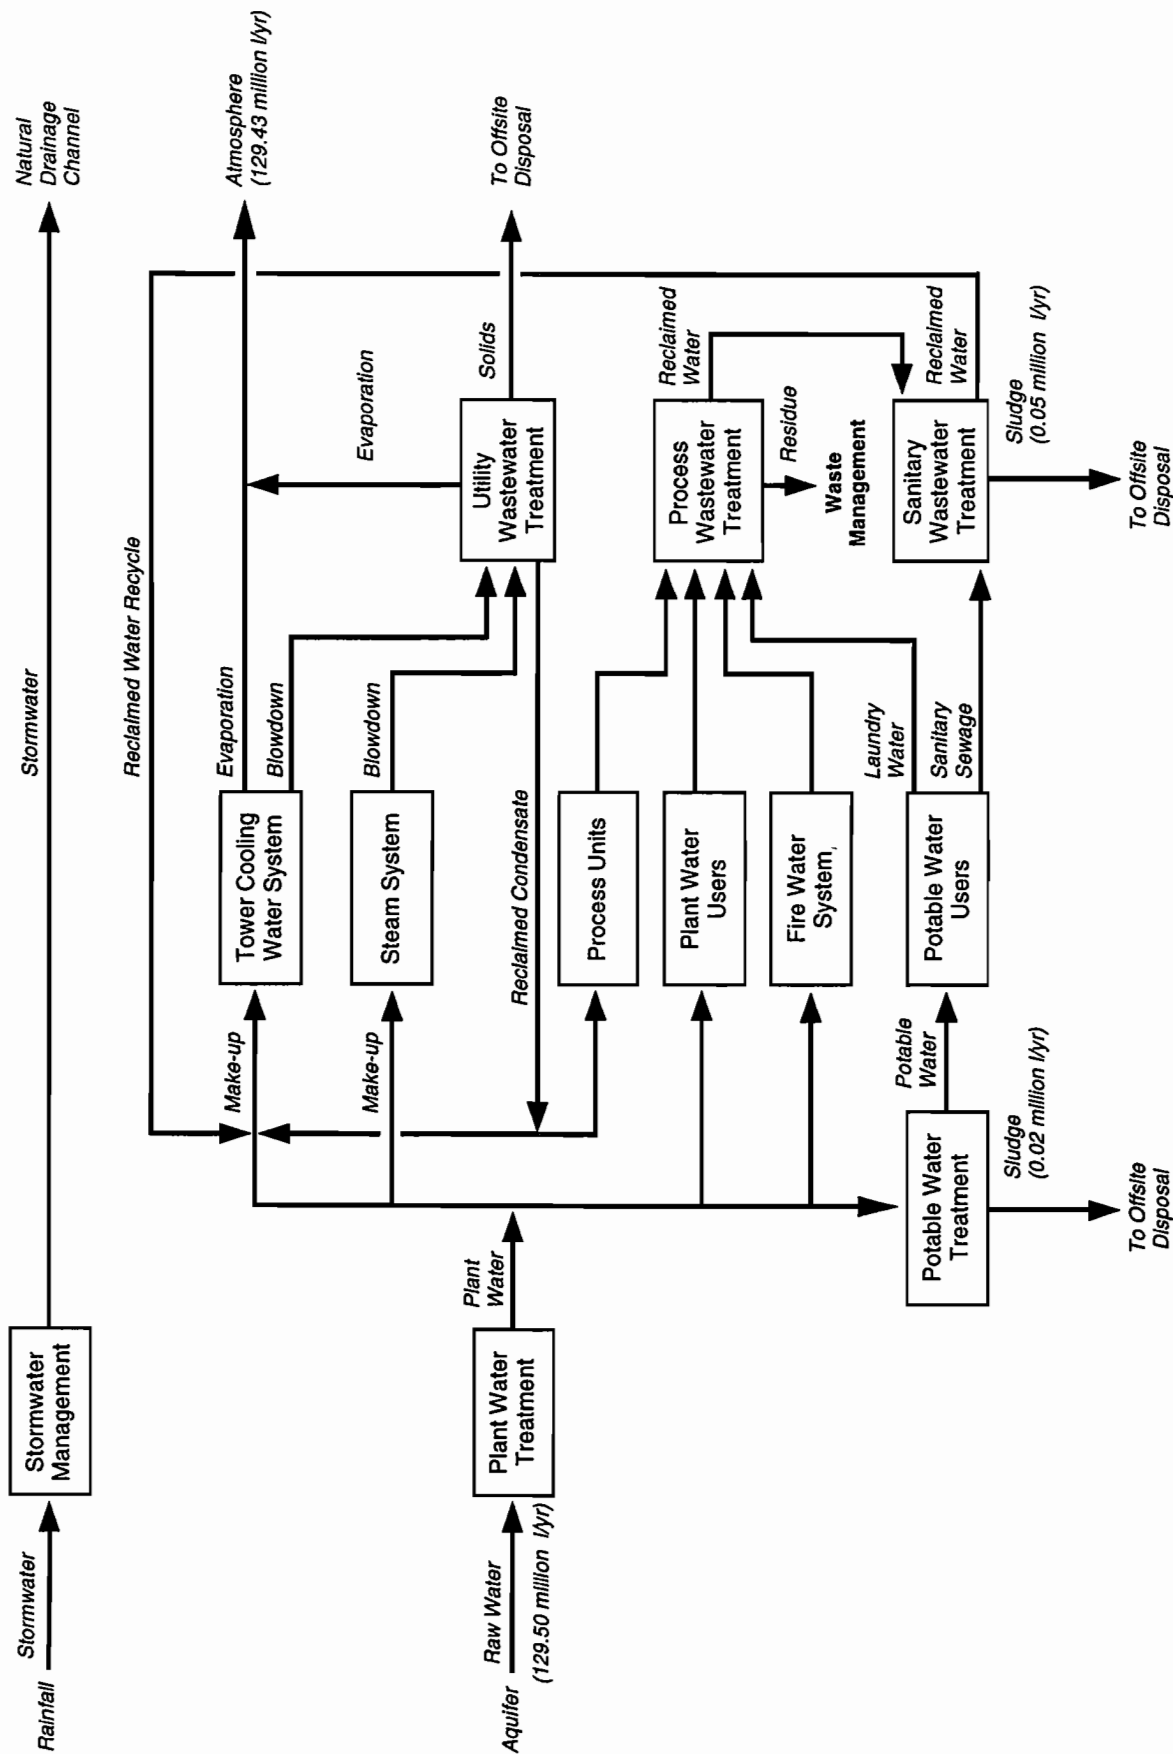 Rainfall
Stormwater
Stormwater
Management
Stormwater
Natural
Drainage
Channel
Reclaimed Water Recycle
Aquifer
Raw Water
(129.50 million l/yr)
Plant Water
Treatment
Plant
Water
Make-up
Tower Cooling
Water System
Evaporation
Blowdown
Atmosphere
(129.43 million l/yr)
Make-up
Steam System
Blowdown
Evaporation
Utility
Wastewater
Treatment
Solids
To Offsite
Disposal
Reclaimed Condensate
Process Units
Plant Water
Users
Fire Water
System,
Process
Wastewater
Treatment
Reclaimed
Water
Residue
Waste
Management
Potable Water
Treatment
Potable
Water
Potable Water
Users
Laundry
Water
Sanitary
Sewage
Sanitary
Wastewater
Treatment
Reclaimed
Water
Sludge
(0.02 million l/yr)
To Offsite
Disposal
Sludge
(0.05 million l/yr)
To Offsite
Disposal